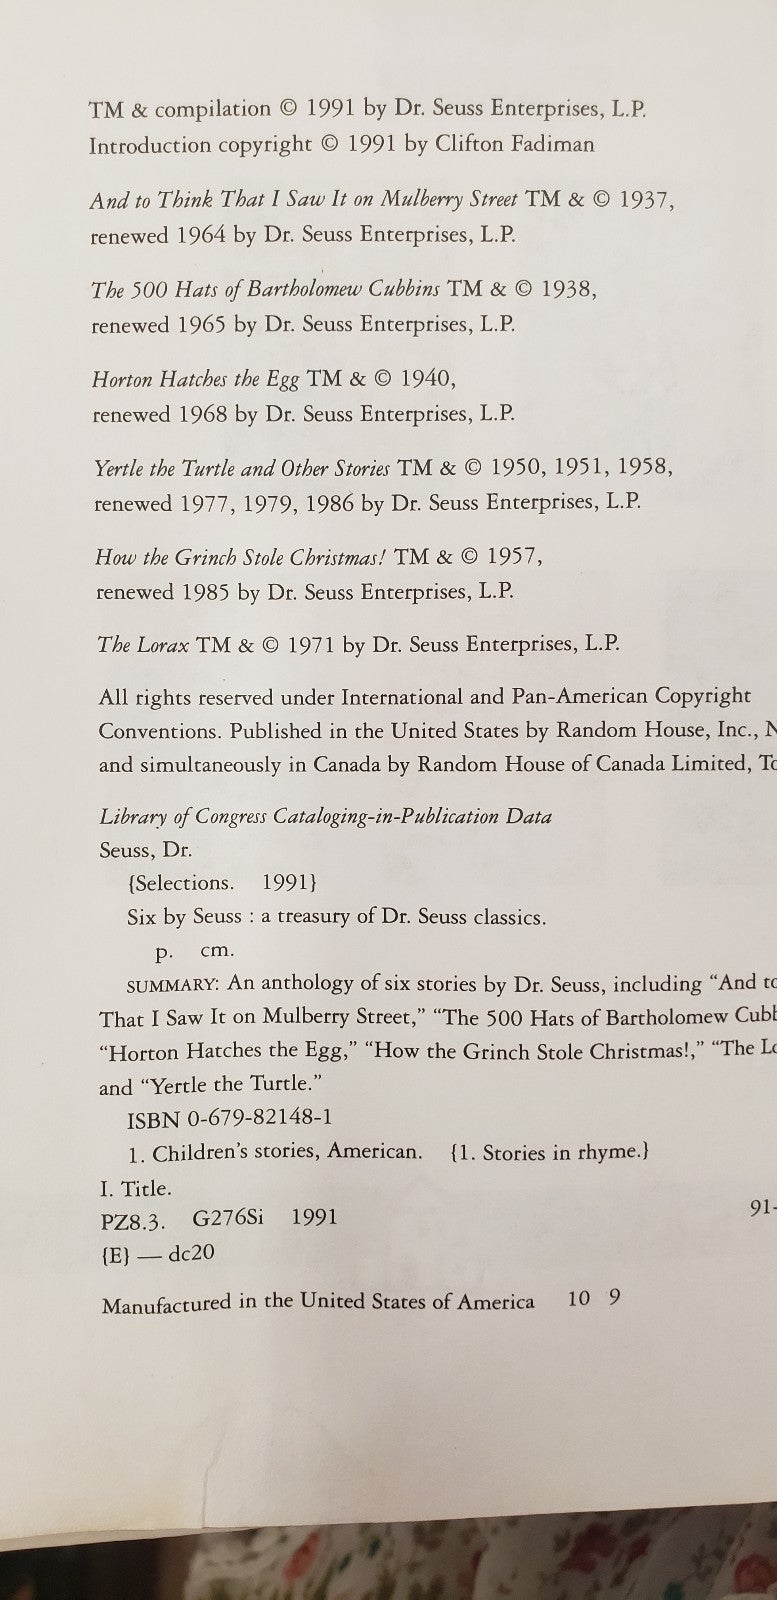 TM & compilation © 1991 by Dr. Seuss Enterprises, L.P.
Introduction copyright © 1991 by Clifton Fadiman
And to Think That I Saw It on Mulberry Street TM & © 1937,
renewed 1964 by Dr. Seuss Enterprises, L.P.
The 500 Hats of Bartholomew Cubbins TM & © 1938,
renewed 1965 by Dr. Seuss Enterprises, L.P.
Horton Hatches the Egg TM & © 1940,
renewed 1968 by Dr. Seuss Enterprises, L.P.
Yertle the Turtle and Other Stories TM & © 1950, 1951, 1958,
renewed 1977, 1979, 1986 by Dr. Seuss Enterprises, L.P.
How the Grinch Stole Christmas! TM & © 1957,
renewed 1985 by Dr. Seuss Enterprises, L.P.
The Lorax TM & © 1971 by Dr. Seuss Enterprises, L.P.
All rights reserved under International and Pan-American Copyright
Conventions. Published in the United States by Random House, Inc.,
and simultaneously in Canada by Random House of Canada Limited,
Library of Congress Cataloging-in-Publication Data
Seuss, Dr.
{Selections. 1991}
Six by Seuss : a treasury of Dr. Seuss classics.
p. cm.
SUMMARY: An anthology of six stories by Dr. Seuss, including “And
That I Saw It on Mulberry Street,” “The 500 Hats of Bartholomew
“Horton Hatches the Egg,” “How the Grinch Stole Christmas!,” “The
and “Yertle the Turtle.”
ISBN 0-679-82148-1
1. Children's stories, American. {1. Stories in rhyme.}
I. Title.
PZ8.3. G276Si 1991 91-
{E} — dc20
Manufactured in the United States of America 10 9